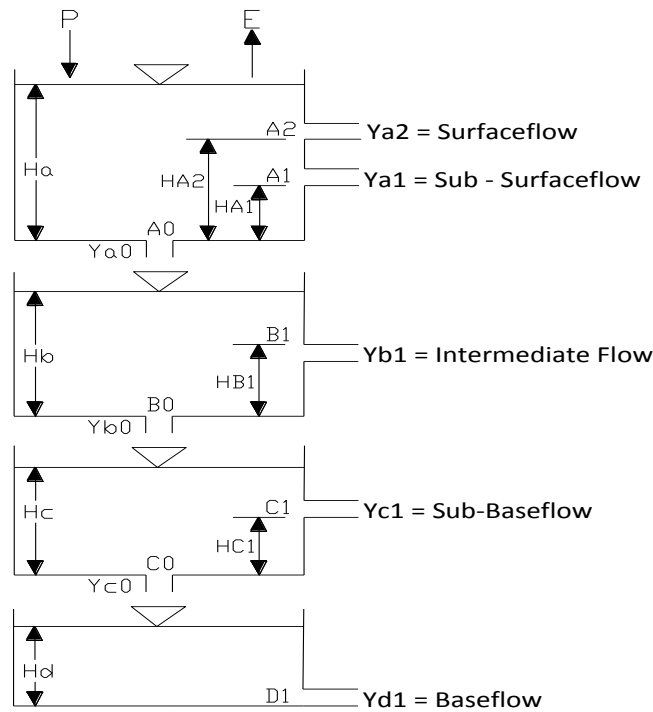 P E
A2
Ya2 = Surfaceflow
Ha
HA2
A1
Ya1 = Sub - Surfaceflow
HA1
A0
Ya0
B1
Hb
Yb1 = Intermediate Flow
HB1
B0
Yb0
C1
Hc
Yc1 = Sub-Baseflow
HC1
C0
Yc0
Hd
D1
Yd1 = Baseflow